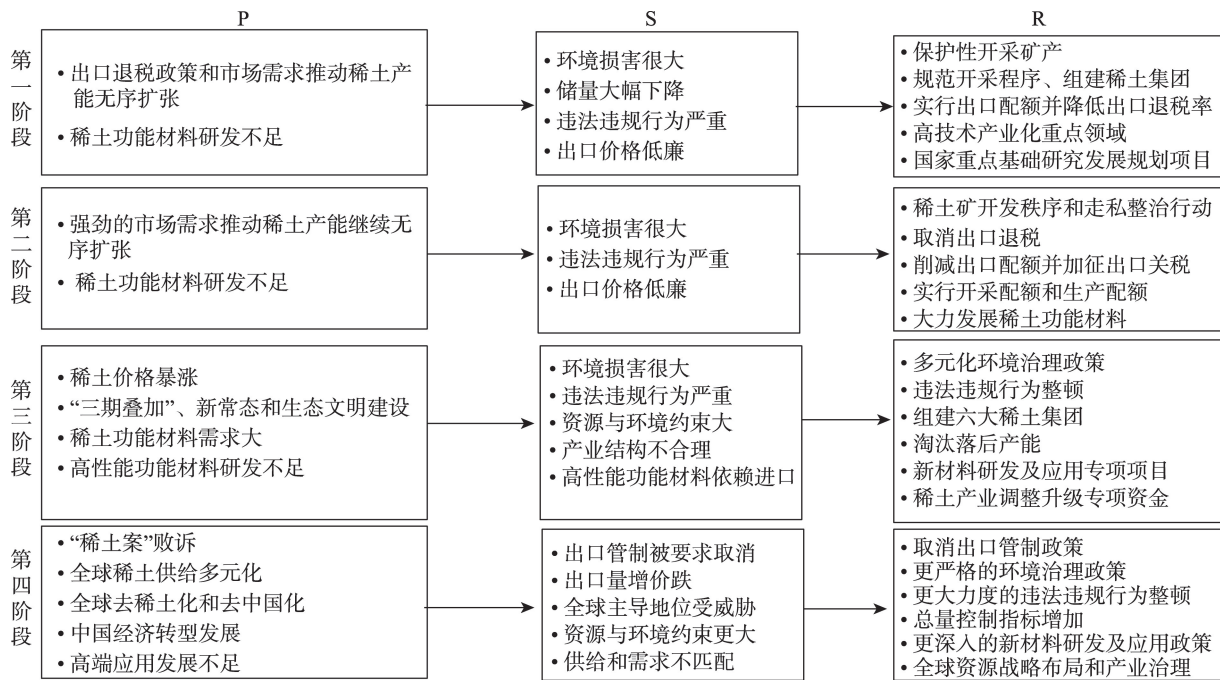 P
S
R
第一阶段
• 出口退税政策和市场需求推动稀土产
能无序扩张
• 稀土功能材料研发不足
• 环境损害很大
• 储量大幅下降
• 违法违规行为严重
• 出口价格低廉
• 保护性开采矿产
• 规范开采程序、组建稀土集团
• 实行出口配额并降低出口退税率
• 高技术产业化重点领域
• 国家重点基础研究发展规划项目
第二阶段
• 强劲的市场需求推动稀土产能继续无
序扩张
• 稀土功能材料研发不足
• 环境损害很大
• 违法违规行为严重
• 出口价格低廉
• 稀土矿开发秩序和走私整治行动
• 取消出口退税
• 削减出口配额并加征出口关税
• 实行开采配额和生产配额
• 大力发展稀土功能材料
第三阶段
• 稀土价格暴涨
• “三期叠加”、新常态和生态文明建设
• 稀土功能材料需求大
• 高性能功能材料研发不足
• 环境损害很大
• 违法违规行为严重
• 资源与环境约束大
• 产业结构不合理
• 高性能功能材料依赖进口
• 多元化环境治理政策
• 违法违规行为整顿
• 组建六大稀土集团
• 淘汰落后产能
• 新材料研发及应用专项项目
• 稀土产业调整升级专项资金
第四阶段
• “稀土案”败诉
• 全球稀土供给多元化
• 全球去稀土化和去中国化
• 中国经济转型发展
• 高端应用发展不足
• 出口管制被要求取消
• 出口量增价跌
• 全球主导地位受威胁
• 资源与环境约束更大
• 供给和需求不匹配
• 取消出口管制政策
• 更严格的环境治理政策
• 更大力度的违法违规行为整顿
• 总量控制指标增加
• 更深入的新材料研发及应用政策
• 全球资源战略布局和产业治理